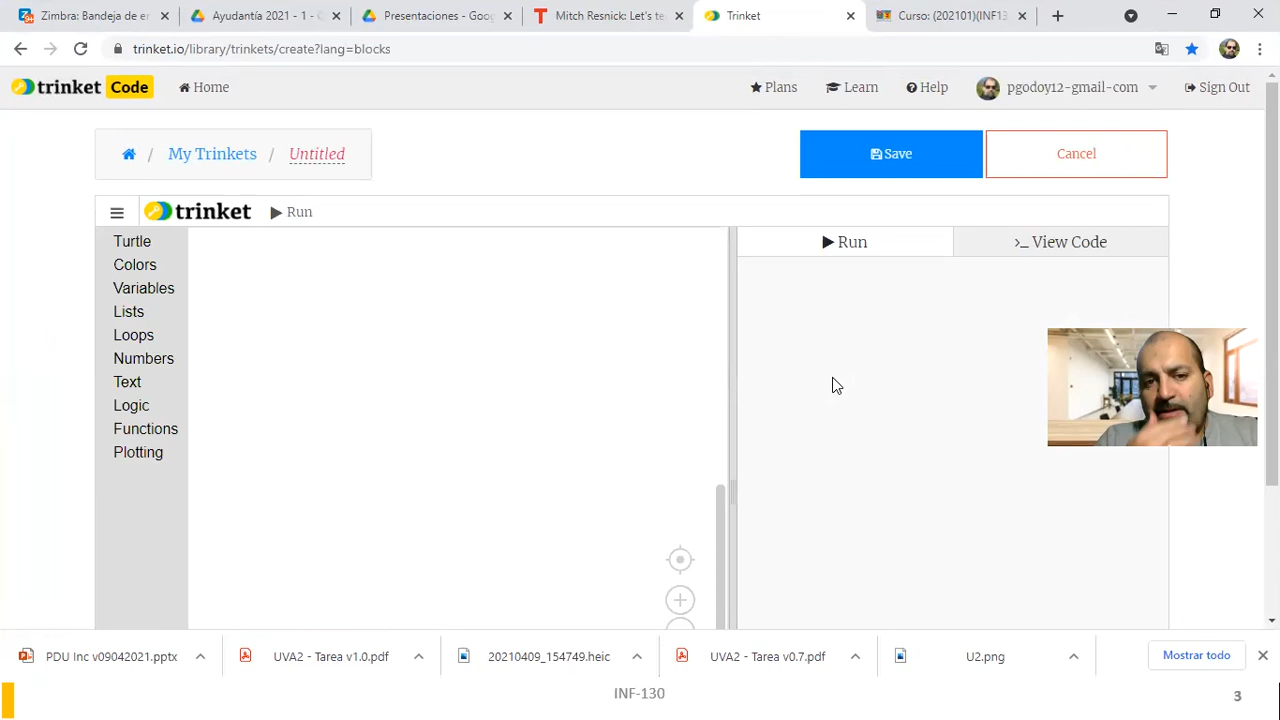 Zimbra: Bandeja de er
Ayudantía 2021 - 1 - C
Presentaciones - Goog
Mitch Resnick: Let's te
Trinket
Curso: (202101)(INF13
trinket.io/library/trinkets/create?lang=blocks
trinket Code
Home
Plans
Learn
Help
pgodoy12-gmail-com
Sign Out
/ My Trinkets / Untitled
Save
Cancel
trinket
Run
Run
>_ View Code
Turtle
Colors
Variables
Lists
Loops
Numbers
Text
Logic
Functions
Plotting
PDU Inc v09042021.pptx
UVA2 - Tarea v1.0.pdf
20210409_154749.heic
UVA2 - Tarea v0.7.pdf
U2.png
Mostrar todo
INF-130
3